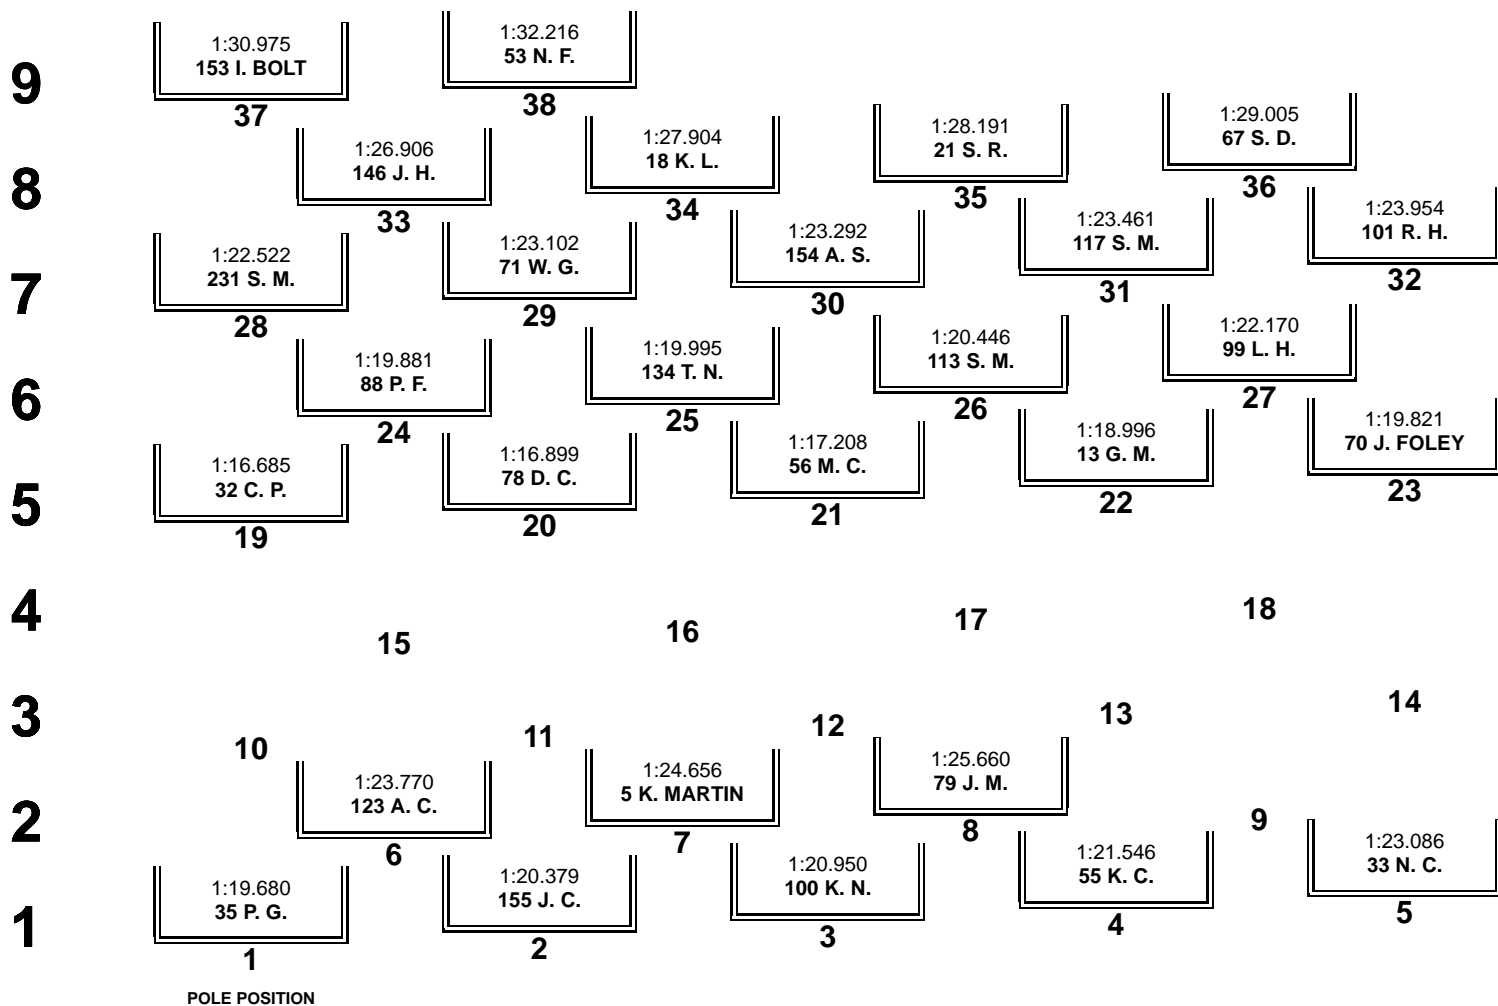 9
1:30.975
153 I. BOLT
37
1:32.216
53 N. F.
38
8
1:26.906
146 J. H.
33
1:27.904
18 K. L.
34
1:28.191
21 S. R.
35
1:29.005
67 S. D.
36
7
1:22.522
231 S. M.
28
1:23.102
71 W. G.
29
1:23.292
154 A. S.
30
1:23.461
117 S. M.
31
1:23.954
101 R. H.
32
6
1:19.881
88 P. F.
24
1:19.995
134 T. N.
25
1:20.446
113 S. M.
26
1:22.170
99 L. H.
27
5
1:16.685
32 C. P.
19
1:16.899
78 D. C.
20
1:17.208
56 M. C.
21
1:18.996
13 G. M.
22
1:19.821
70 J. FOLEY
23
4
15
16
17
18
3
10
11
12
13
14
2
1:23.770
123 A. C.
6
1:24.656
5 K. MARTIN
7
1:25.660
79 J. M.
8
9
1
1:19.680
35 P. G.
1
1:20.379
155 J. C.
2
1:20.950
100 K. N.
3
1:21.546
55 K. C.
4
1:23.086
33 N. C.
5
POLE POSITION